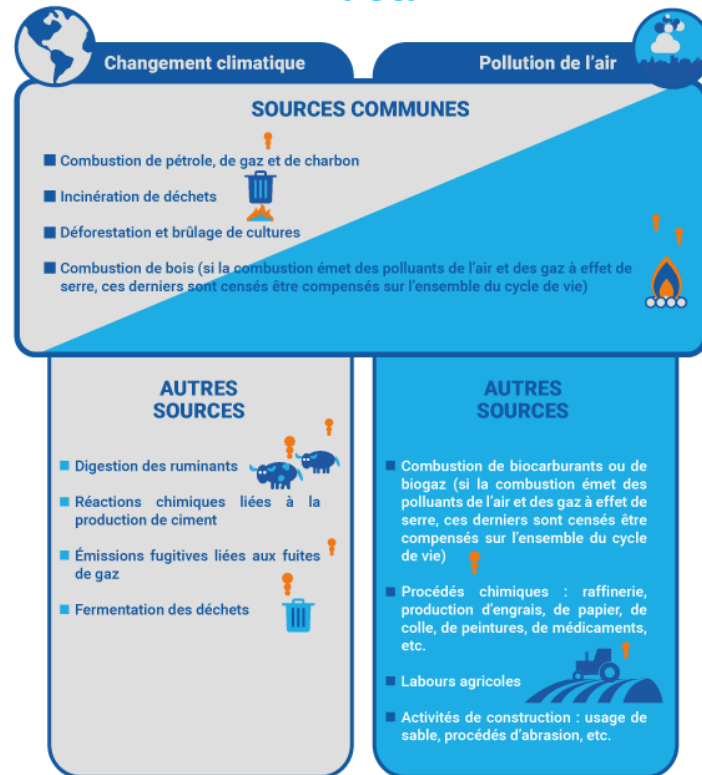 Changement climatique
Pollution de l'air
SOURCES COMMUNES
Combustion de pétrole, de gaz et de charbon
Incinération de déchets
Déforestation et brûlage de cultures
Combustion de bois (si la combustion émet des polluants de l'air et des gaz à effet de
serre, ces derniers sont censés être compensés sur l'ensemble du cycle de vie)
AUTRES
SOURCES
Digestion des ruminants
Réactions chimiques liées à la
production de ciment
Émissions fugitives liées aux fuites
de gaz
Fermentation des déchets
AUTRES
SOURCES
Combustion de biocarburants ou de
biogaz (si la combustion émet des
polluants de l'air et des gaz à effet de
serre, ces derniers sont censés être
compensés sur l'ensemble du cycle
de vie)
Procédés chimiques : raffinerie,
production d'engrais, de papier, de
colle, de peintures, de médicaments,
etc.
Labours agricoles
Activités de construction : usage de
sable, procédés d'abrasion, etc.